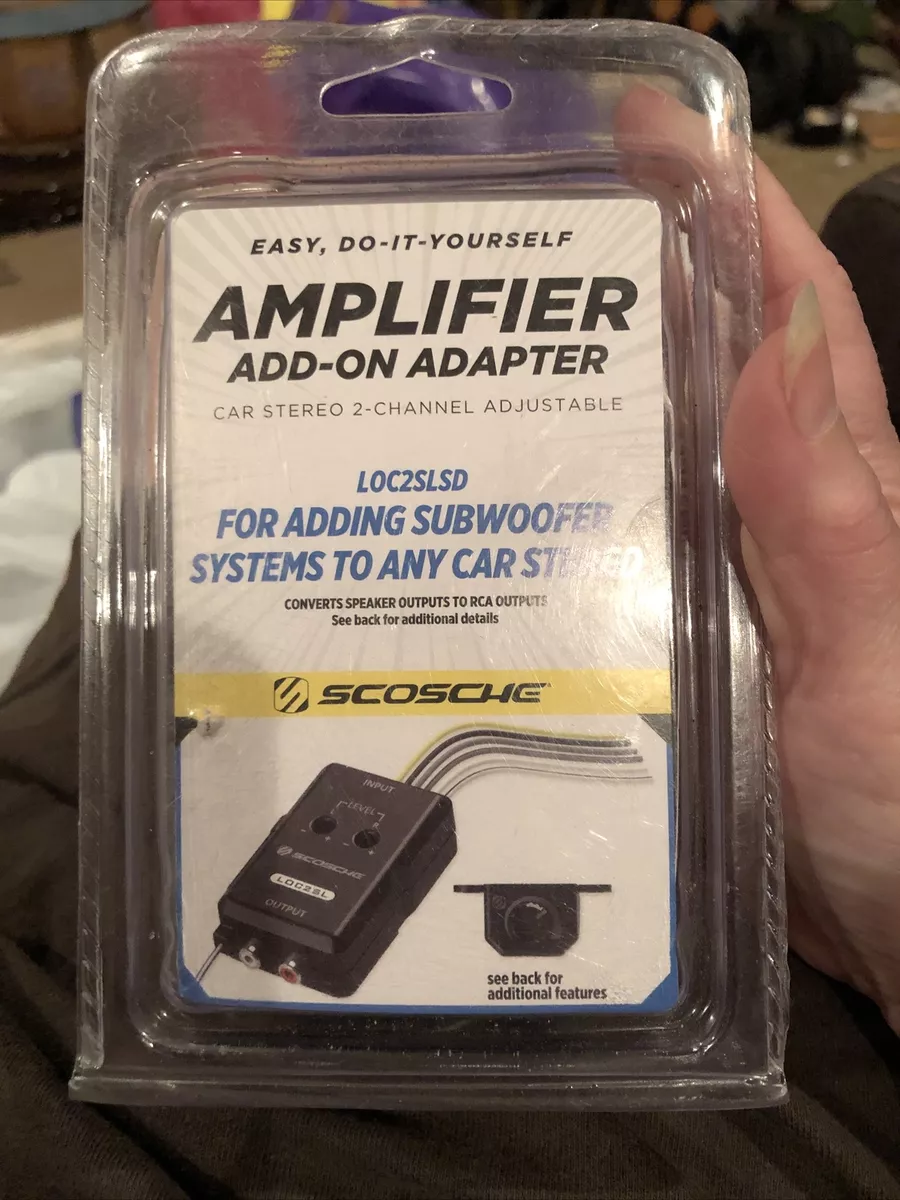 EASY, DO-IT-YOURSELF
AMPLIFIER
ADD-ON ADAPTER
CAR STEREO 2-CHANNEL ADJUSTABLE
LOC2SLSD
FOR ADDING SUBWOOFER
SYSTEMS TO ANY CAR STEREO
CONVERTS SPEAKER OUTPUTS TO RCA OUTPUTS
See back for additional details
SCOSCHE
INPUT
LEVEL
R
- +
- +
SCOSCHE
LOC2SL
OUTPUT
see back for
additional features